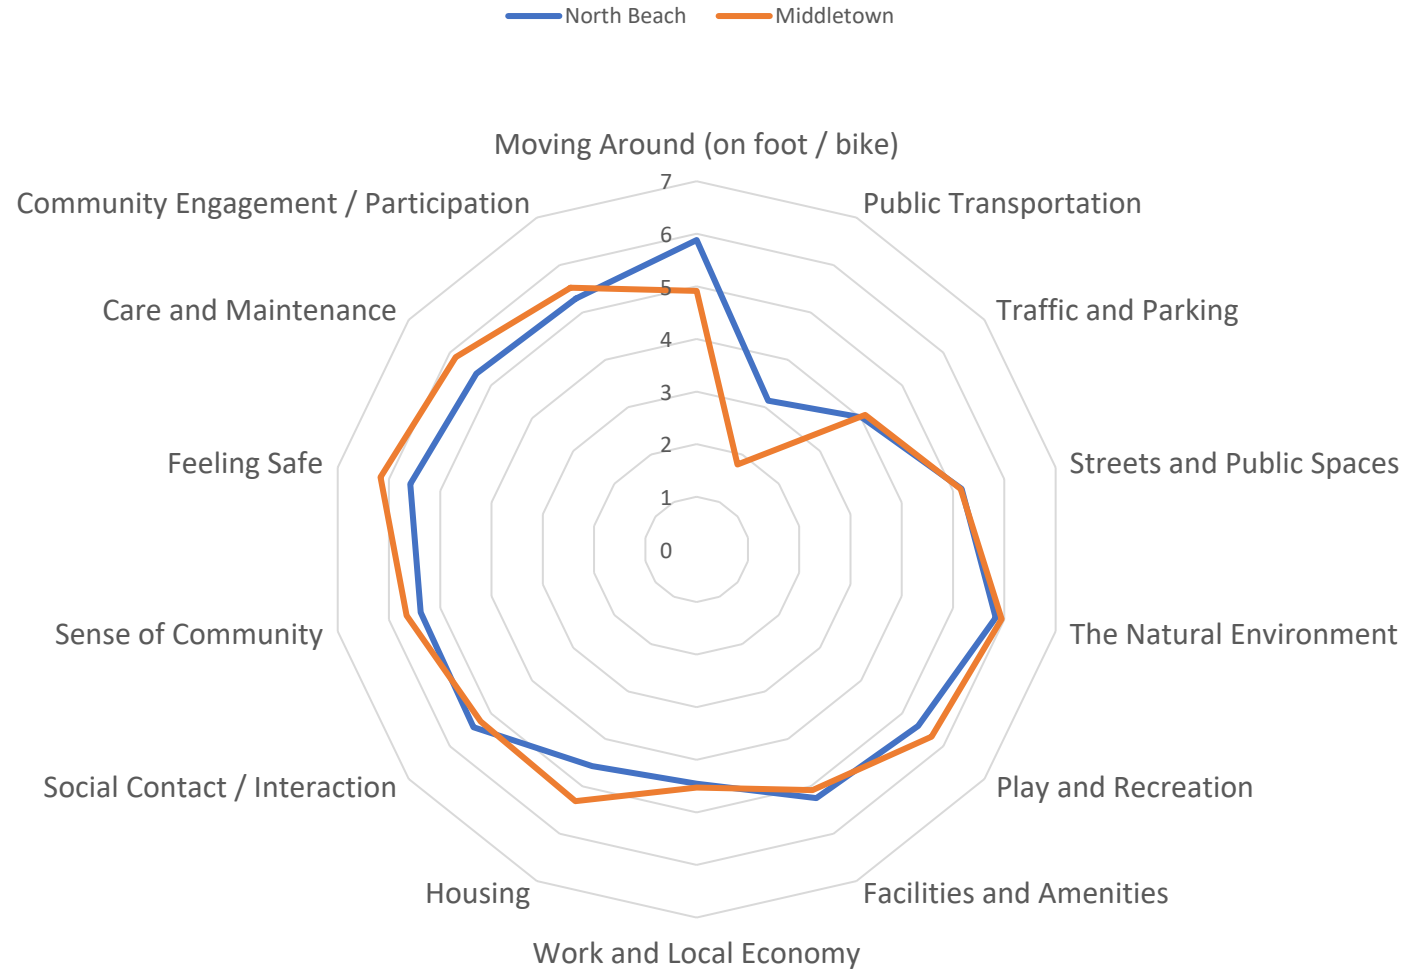 North Beach Middletown
Moving Around (on foot / bike)
7
Community Engagement / Participation
Public Transportation
6
5
Care and Maintenance
Traffic and Parking
4
3
2
Feeling Safe
Streets and Public Spaces
1
0
Sense of Community
The Natural Environment
Social Contact / Interaction
Play and Recreation
Housing
Facilities and Amenities
Work and Local Economy